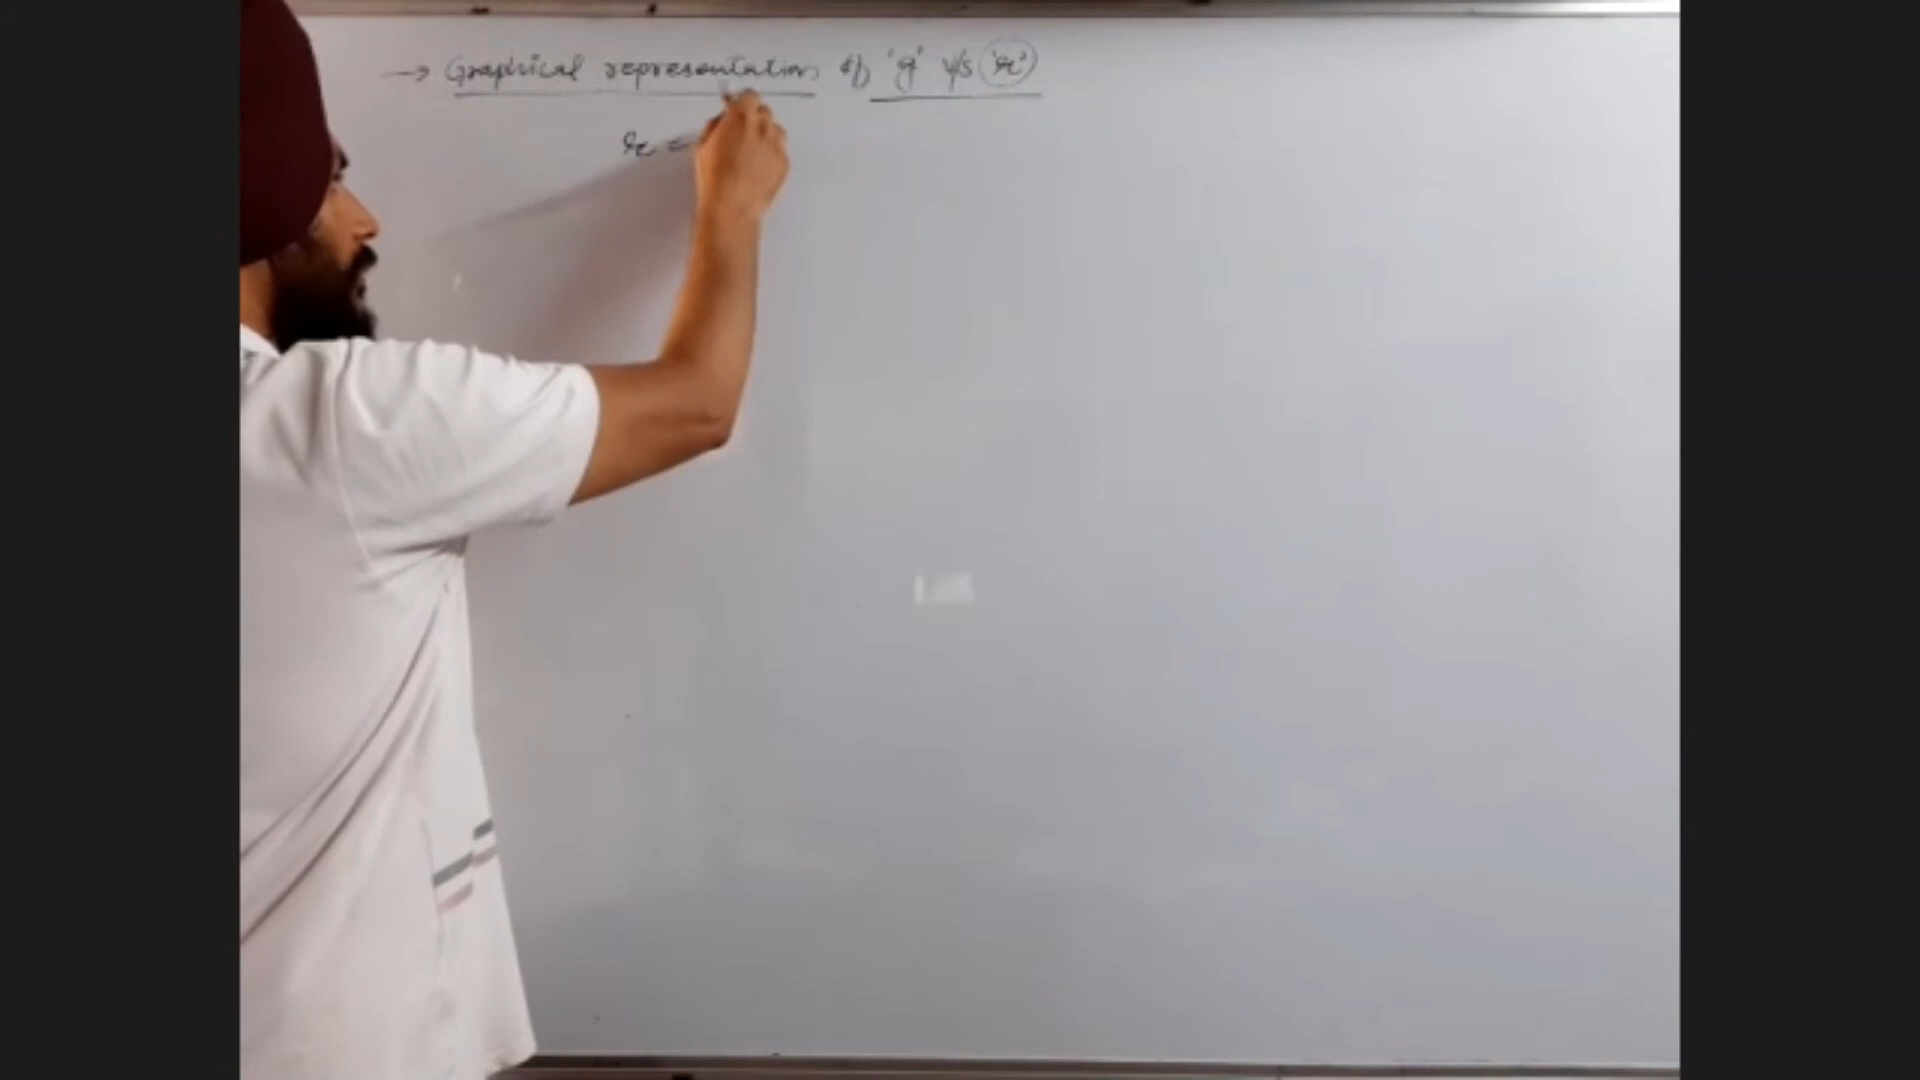 → Graphical representation of 'g' v/s 'r'
r =